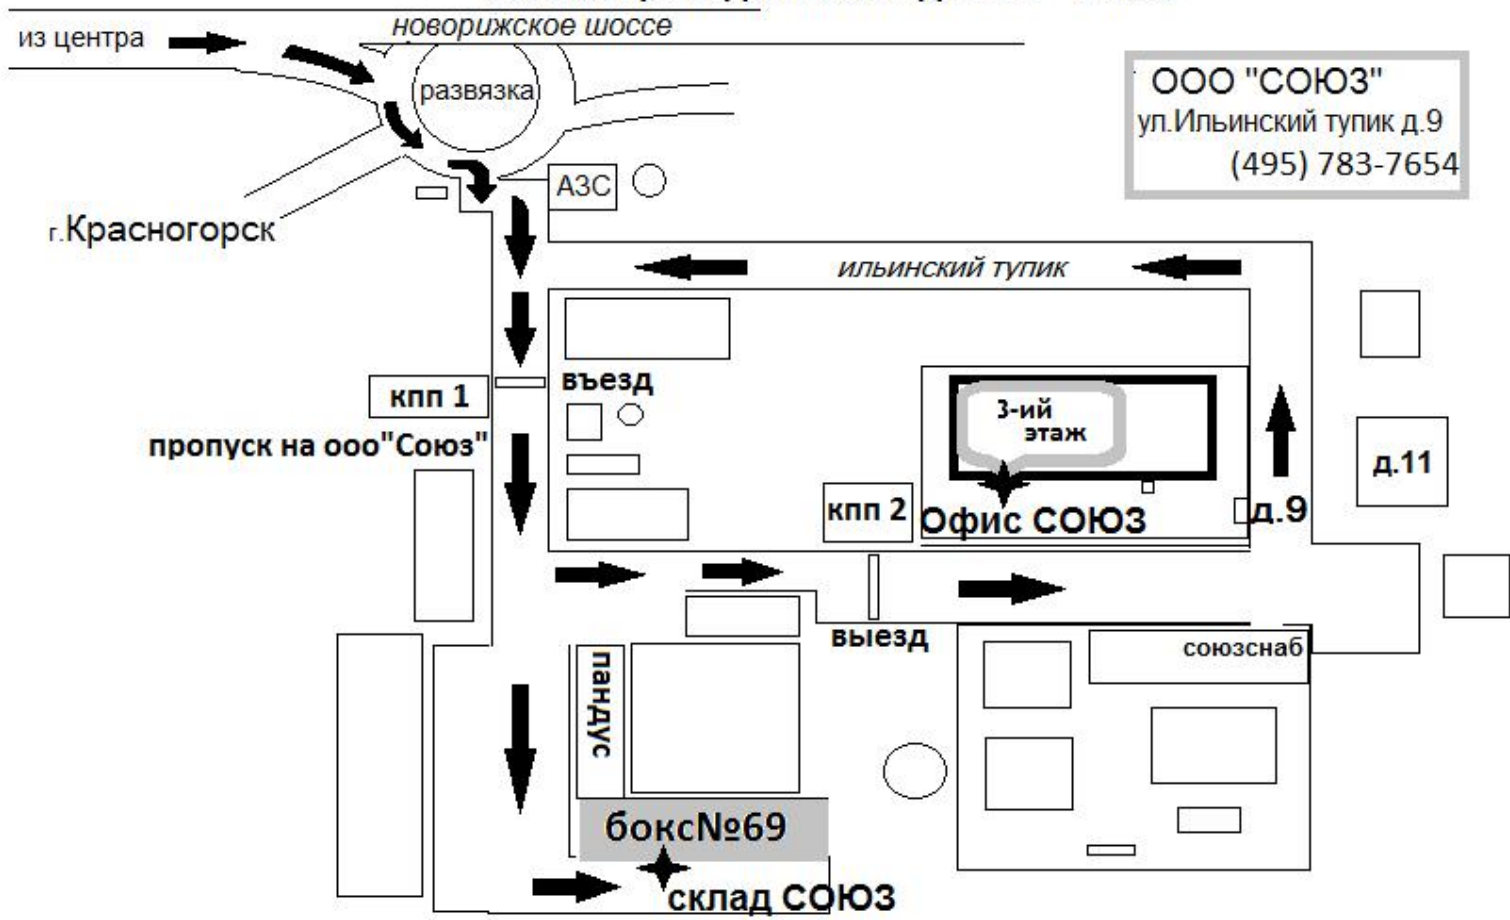 новорижское шоссе
из центра
развязка
ООО "СОЮЗ"
ул.Ильинский тупик д.9
(495) 783-7654
АЗС
г.Красногорск
ильинский тупик
кпп 1
въезд
пропуск на ооо"Союз"
3-ий
этаж
д.11
кпп 2
Офис СОЮЗ
д.9
выезд
союзснаб
пандус
бокс№69
склад СОЮЗ